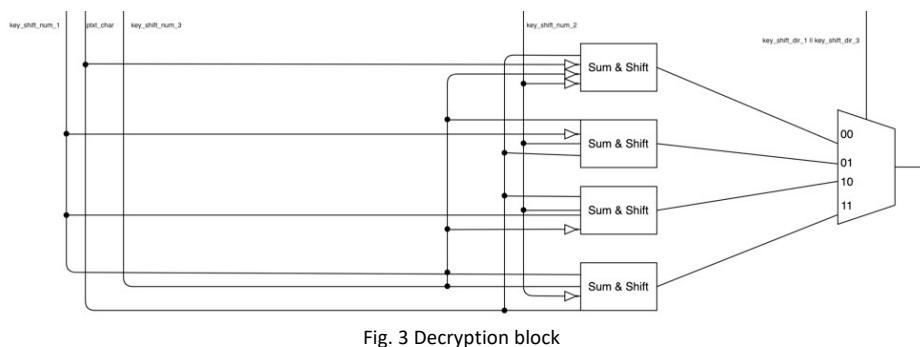 key_shift_num_1
ptxt_char
key_shift_num_3
key_shift_num_2
key_shift_dir_1 II key_shift_dir_3
Sum & Shift
00
Sum & Shift
01
10
Sum & Shift
11
Sum & Shift
Fig. 3 Decryption block